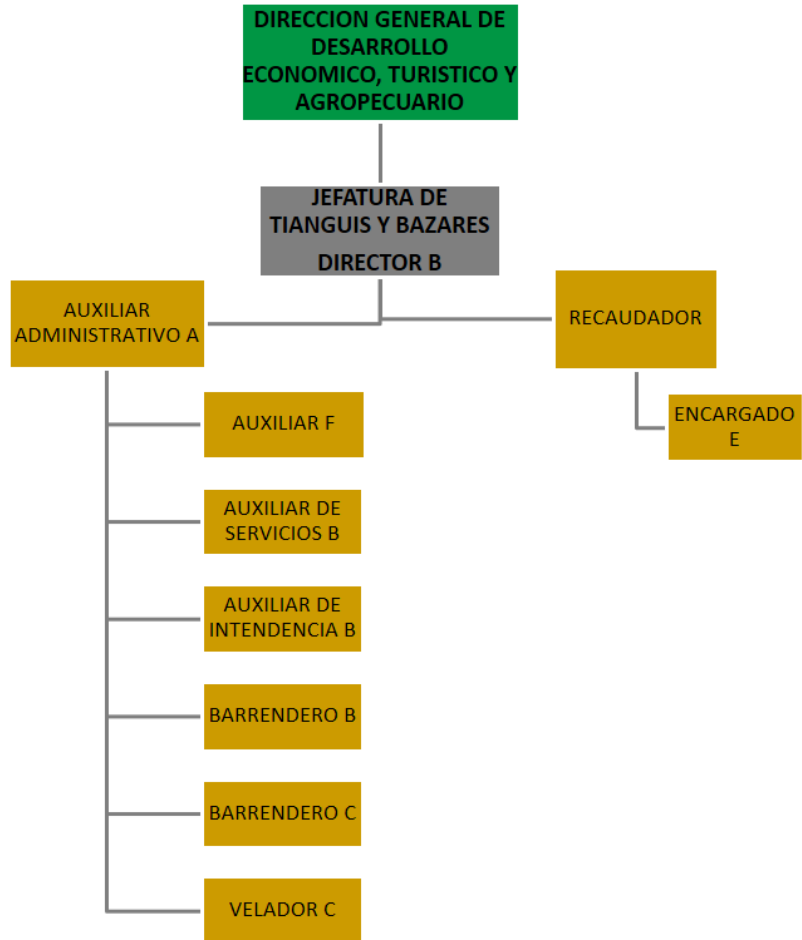 DIRECCION GENERAL DE
DESARROLLO
ECONOMICO, TURISTICO Y
AGROPECUARIO
JEFATURA DE
TIANGUIS Y BAZARES
DIRECTOR B
AUXILIAR
ADMINISTRATIVO A
RECAUDADOR
AUXILIAR F
ENCARGADO
E
AUXILIAR DE
SERVICIOS B
AUXILIAR DE
INTENDENCIA B
BARRENDERO B
BARRENDERO C
VELADOR C